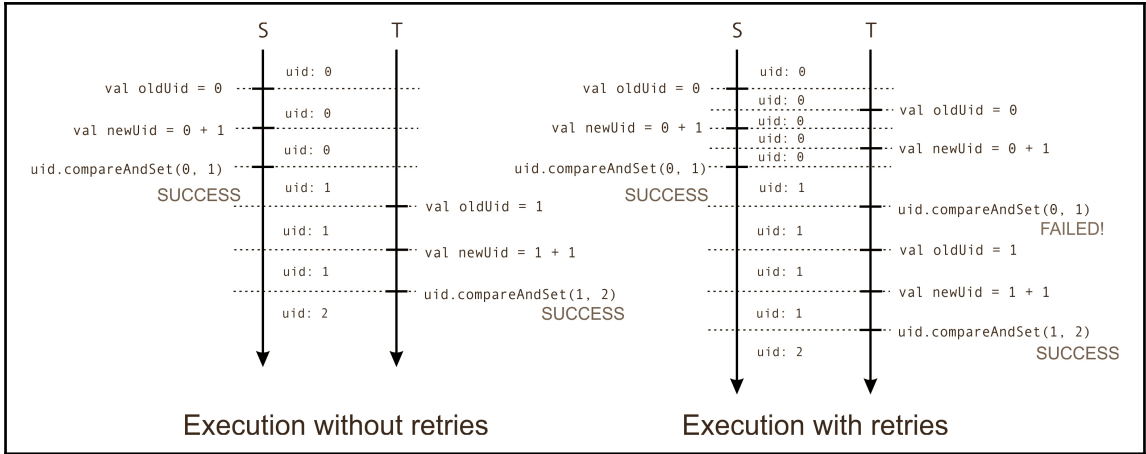 S T
uid: 0
val oldUid = 0
uid: 0
val newUid = 0 + 1
uid: 0
uid.compareAndSet(0, 1)
SUCCESS
uid: 1
val oldUid = 1
uid: 1
val newUid = 1 + 1
uid: 1
uid.compareAndSet(1, 2)
SUCCESS
uid: 2
Execution without retries
S T
uid: 0
val oldUid = 0
uid: 0
val oldUid = 0
uid: 0
val newUid = 0 + 1
uid: 0
val newUid = 0 + 1
uid: 0
uid.compareAndSet(0, 1)
SUCCESS
uid: 1
uid.compareAndSet(0, 1)
FAILED!
uid: 1
val oldUid = 1
uid: 1
val newUid = 1 + 1
uid: 1
uid.compareAndSet(1, 2)
SUCCESS
uid: 2
Execution with retries